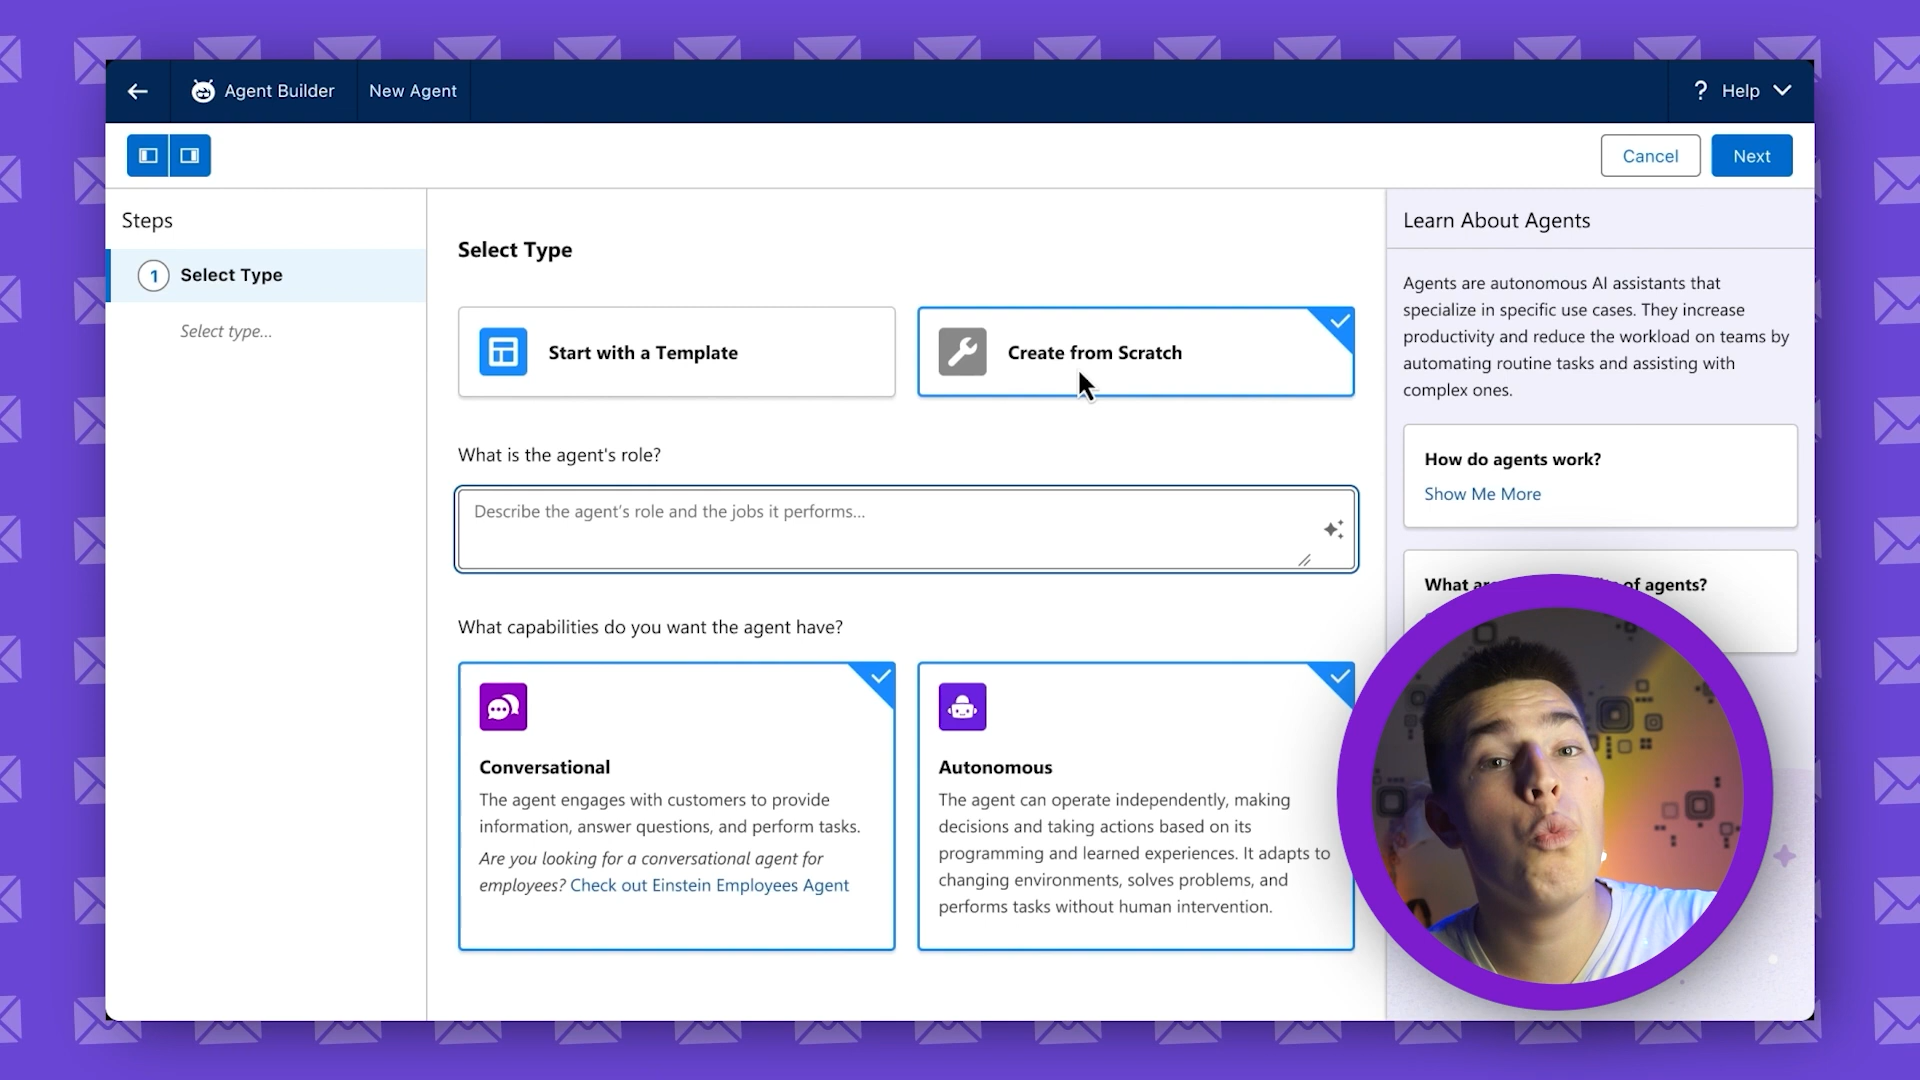 Agent Builder
New Agent
? Help
Cancel
Next
Steps
1 Select Type
Select type...
Select Type
Start with a Template
Create from Scratch
What is the agent's role?
Describe the agent's role and the jobs it performs...
What capabilities do you want the agent have?
Conversational
The agent engages with customers to provide
information, answer questions, and perform tasks.
Are you looking for a conversational agent for
employees? Check out Einstein Employees Agent
Autonomous
The agent can operate independently, making
decisions and taking actions based on its
programming and learned experiences. It adapts to
changing environments, solves problems, and
performs tasks without human intervention.
Learn About Agents
Agents are autonomous AI assistants that
specialize in specific use cases. They increase
productivity and reduce the workload on teams by
automating routine tasks and assisting with
complex ones.
How do agents work?
Show Me More
What of agents?